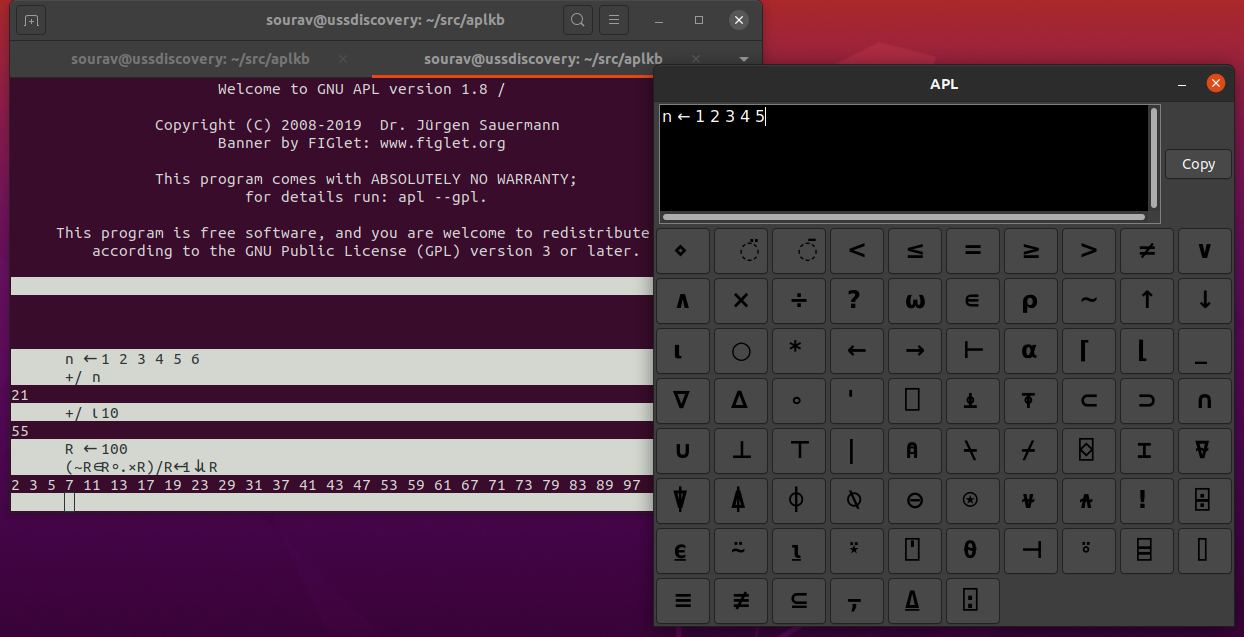 sourav@ussdiscovery: ~/src/aplkb
sourav@ussdiscovery: ~/src/aplkb
sourav@ussdiscovery: ~/src/aplkb
Welcome to GNU APL version 1.8 /
Copyright (C) 2008-2019 Dr. Jürgen Sauermann
Banner by FIGlet: www.figlet.org
This program comes with ABSOLUTELY NO WARRANTY;
for details run: apl --gpl.
This program is free software, and you are welcome to redistribute
according to the GNU Public License (GPL) version 3 or later.
n ←1 2 3 4 5 6
+/ n
21
+/ ⍳10
55
R ←100
(~R∊R∘.×R)/R←1↓⍳R
2 3 5 7 11 13 17 19 23 29 31 37 41 43 47 53 59 61 67 71 73 79 83 89 97
APL
n ← 1 2 3 4 5
Copy
⋄ ¨ ¯ < ≤ = ≥ > ≠ ∨
∧ × ÷ ? ⍵ ∊ ⍴ ~ ↑ ↓
⍳ ○ * ← → ⊢ ⍺ ⌈ ⌊ _
∇ ∆ ∘ ' ⎕ ⍎ ⍕ ⊂ ⊃ ∩
∪ ⊥ ⊤ | ⍝ ⍀ ⌿ ⌺ ⌶ ⍫
⍒ ⍋ ⌽ ⍉ ⊖ ⍟ ⍱ ⍲ ! ⌹
⍷ ⍨ ⍸ ⍣ ⍞ ⍬ ⊣ ⍤ ⌸ ⌷
≡ ≢ ⊆ ⍪ ⍙ ⍠